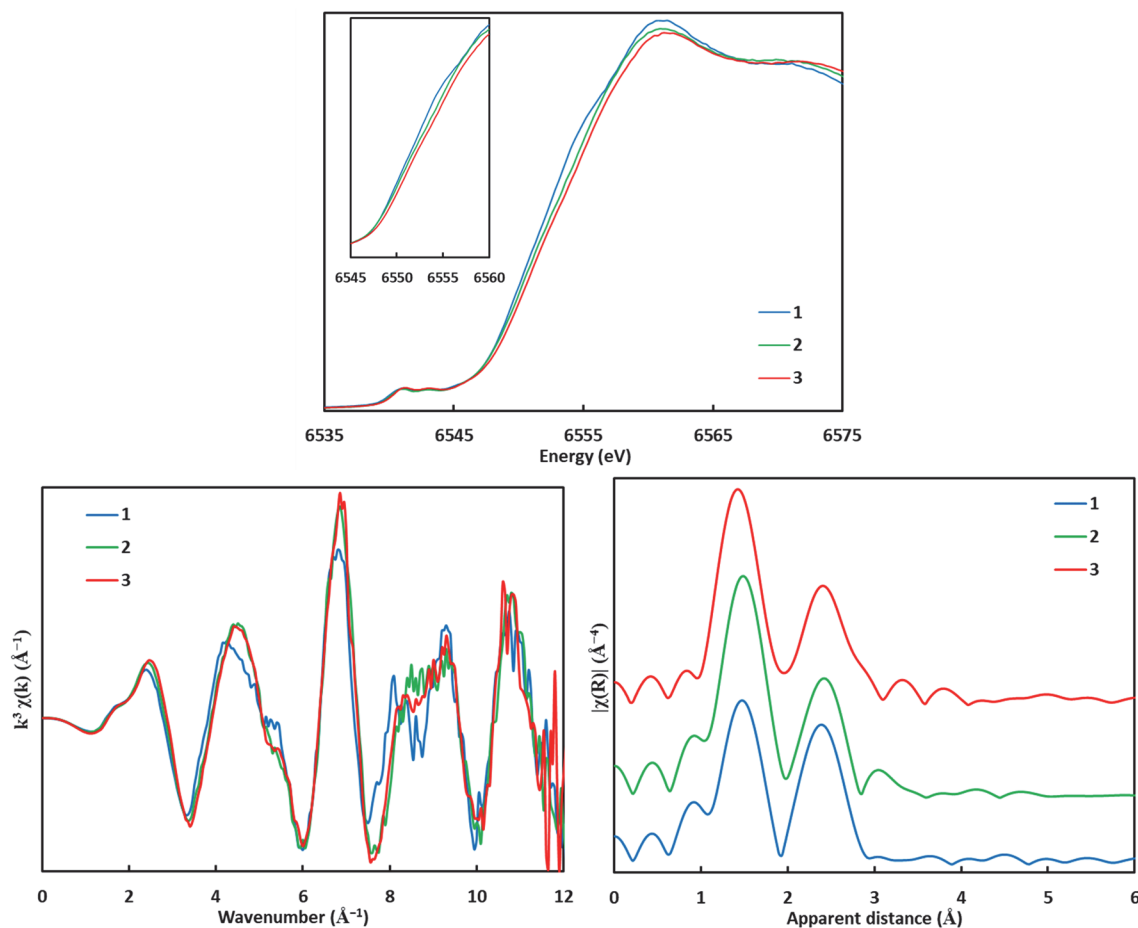 6545 6550 6555 6560
1
2
3
6535 6545 6555 6565 6575
Energy (eV)
k³ χ(k) (Å⁻¹)
1
2
3
0 2 4 6 8 10 12
Wavenumber (Å⁻¹)
|χ(R)| (Å⁻⁴)
1
2
3
0 1 2 3 4 5 6
Apparent distance (Å)